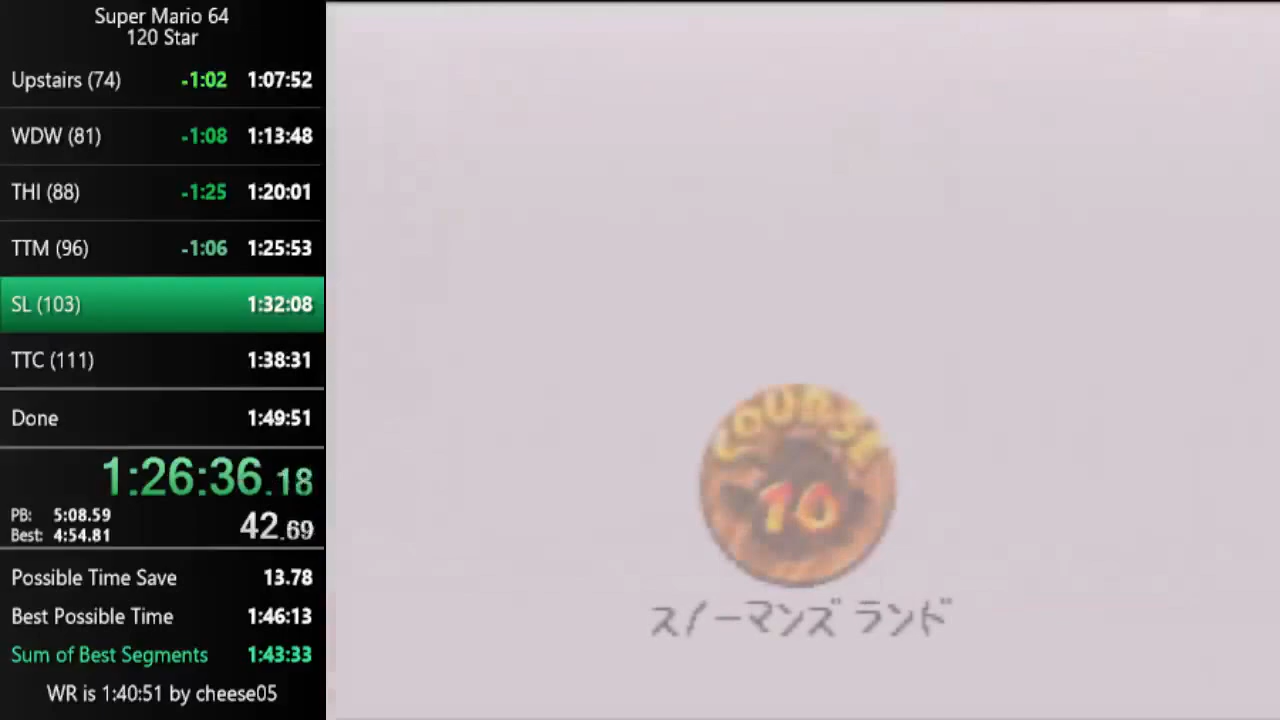 Super Mario 64
120 Star
Upstairs (74) -1:02 1:07:52
WDW (81) -1:08 1:13:48
THI (88) -1:25 1:20:01
TTM (96) -1:06 1:25:53
SL (103) 1:32:08
TTC (111) 1:38:31
Done 1:49:51
1:26:36.18
PB: 5:08.59
Best: 4:54.81
42.69
Possible Time Save 13.78
Best Possible Time 1:46:13
Sum of Best Segments 1:43:33
WR is 1:40:51 by cheese05
COURSE
10
スノーマンズ ランド